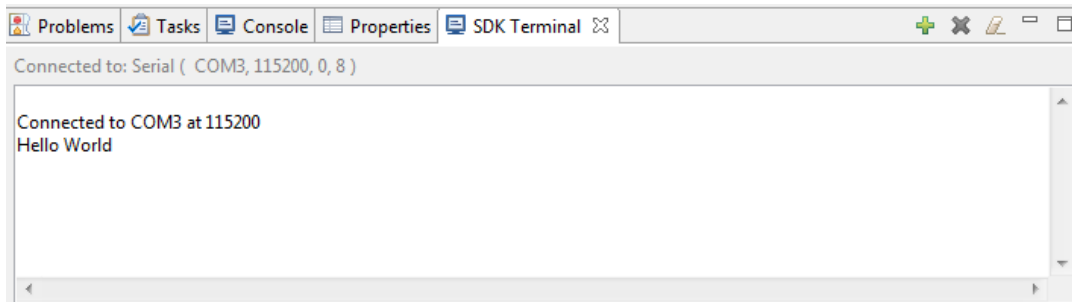 Problems Tasks Console Properties SDK Terminal
Connected to: Serial ( COM3, 115200, 0, 8 )
Connected to COM3 at 115200
Hello World